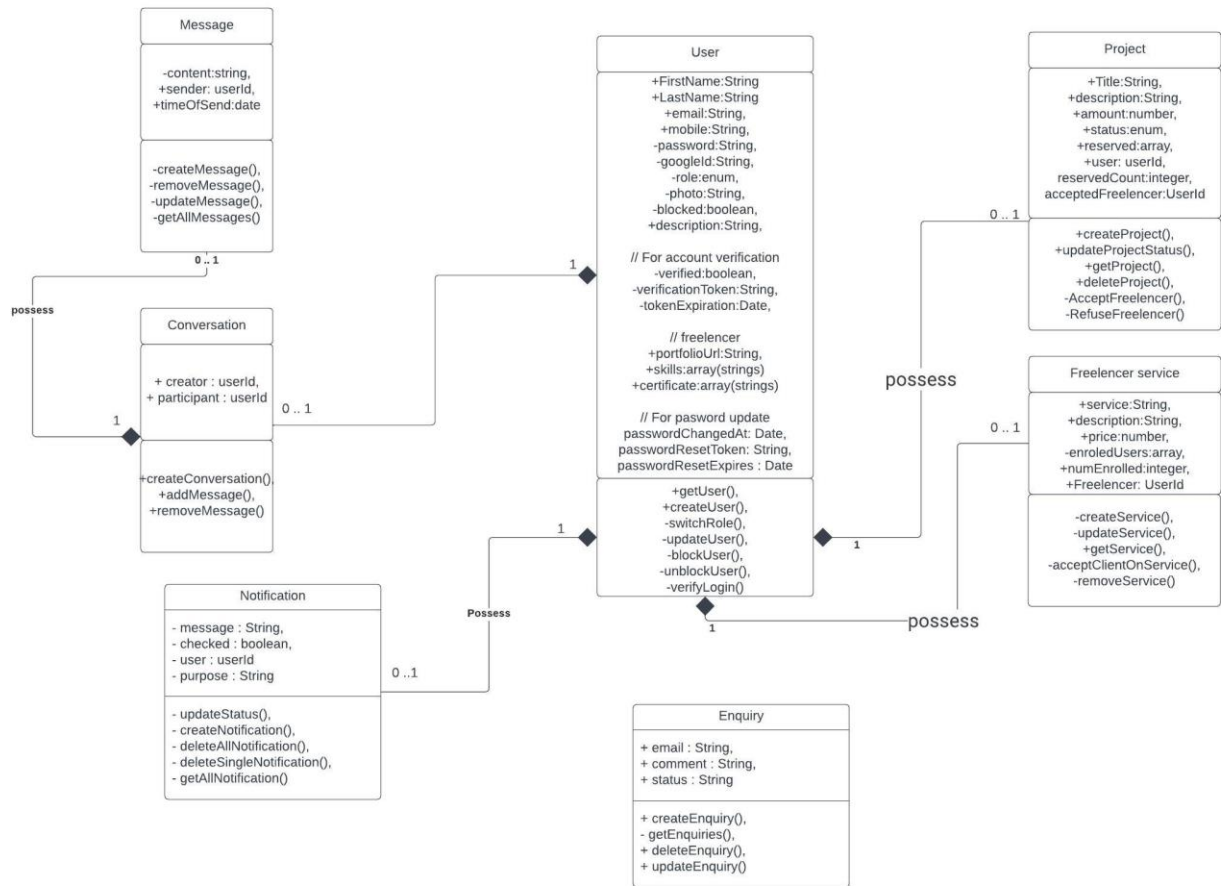 Message
-content:string,
+sender: userId,
+timeOfSend:date
-createMessage(),
-removeMessage(),
-updateMessage(),
-getAllMessages()
0 .. 1
possess
Conversation
+ creator : userId,
+ participant : userId
1
+createConversation(),
+addMessage(),
+removeMessage()
0 .. 1
1
User
+FirstName:String
+LastName:String
+email:String,
+mobile:String,
-password:String,
-googleId:String,
-role:enum,
-photo:String,
-blocked:boolean,
+description:String,
// For account verification
-verified:boolean,
-verificationToken:String,
-tokenExpiration:Date,
// freelencer
+portfolioUrl:String,
+skills:array(strings)
+certificate:array(strings)
// For pasword update
passwordChangedAt: Date,
passwordResetToken: String,
passwordResetExpires : Date
+getUser(),
+createUser(),
-switchRole(),
-updateUser(),
-blockUser(),
-unblockUser(),
-verifyLogin()
Project
+Title:String,
+description:String,
+amount:number,
+status:enum,
+reserved:array,
+user: userId,
reservedCount:integer,
acceptedFreelencer:UserId
0 .. 1
+createProject(),
+updateProjectStatus(),
+getProject(),
+deleteProject(),
-AcceptFreelencer(),
-RefuseFreelencer()
possess
1
Freelencer service
+service:String,
+description:String,
+price:number,
-enroledUsers:array,
+numEnrolled:integer,
+Freelencer: UserId
0 .. 1
-createService(),
-updateService(),
+getService(),
-acceptClientOnService(),
-removeService()
possess
1
Notification
- message : String,
- checked : boolean,
- user : userId
- purpose : String
- updateStatus(),
- createNotification(),
- deleteAllNotification(),
- deleteSingleNotification(),
- getAllNotification()
0 ..1
Possess
1
Enquiry
+ email : String,
+ comment : String,
+ status : String
+ createEnquiry(),
- getEnquiries(),
+ deleteEnquiry(),
+ updateEnquiry()